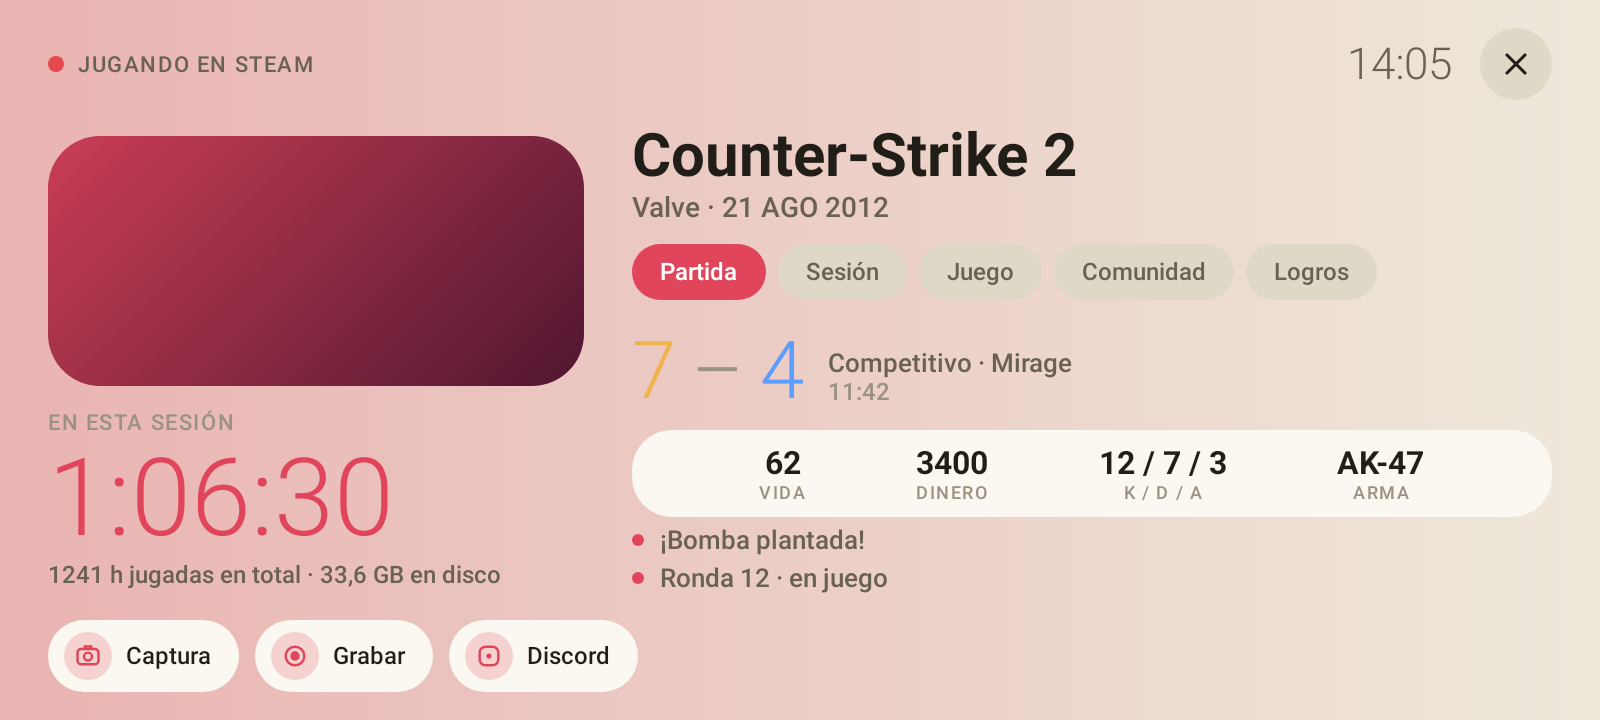 JUGANDO EN STEAM
14:05
Counter-Strike 2
Valve · 21 AGO 2012
Partida
Sesión
Juego
Comunidad
Logros
7 – 4
Competitivo · Mirage
11:42
EN ESTA SESIÓN
1:06:30
1241 h jugadas en total · 33,6 GB en disco
62
VIDA
3400
DINERO
12 / 7 / 3
K / D / A
AK-47
ARMA
¡Bomba plantada!
Ronda 12 · en juego
Captura
Grabar
Discord